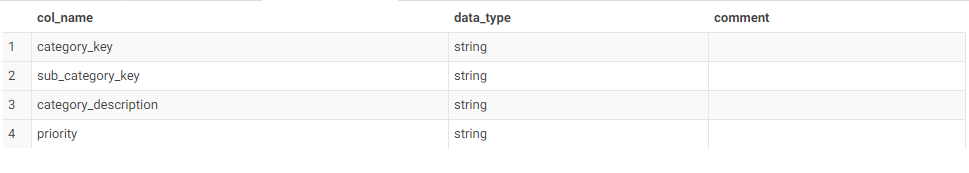 col_name data_type comment
1 category_key string
2 sub_category_key string
3 category_description string
4 priority string